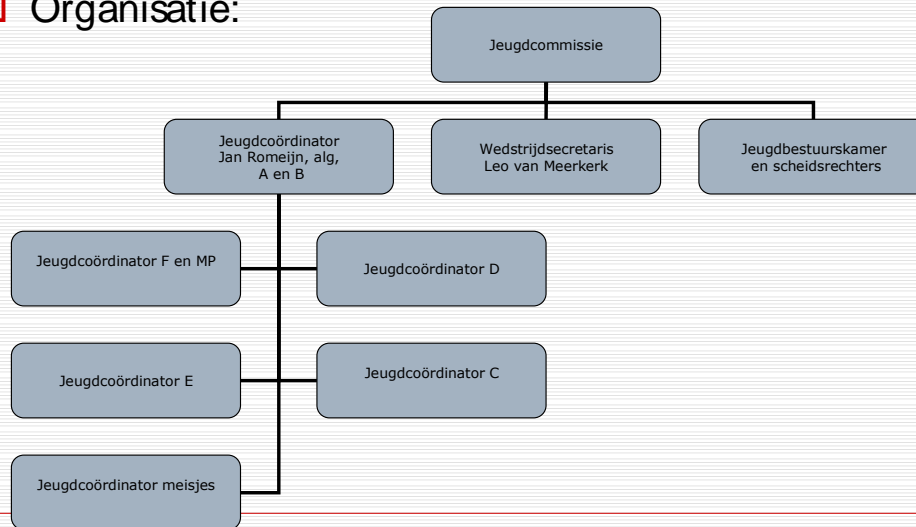 Organisatie:
Jeugdcommissie
Jeugdcoördinator
Jan Romeijn, alg,
A en B
Wedstrijdsecretaris
Leo van Meerkerk
Jeugdbestuurskamer
en scheidsrechters
Jeugdcoördinator F en MP
Jeugdcoördinator D
Jeugdcoördinator E
Jeugdcoördinator C
Jeugdcoördinator meisjes